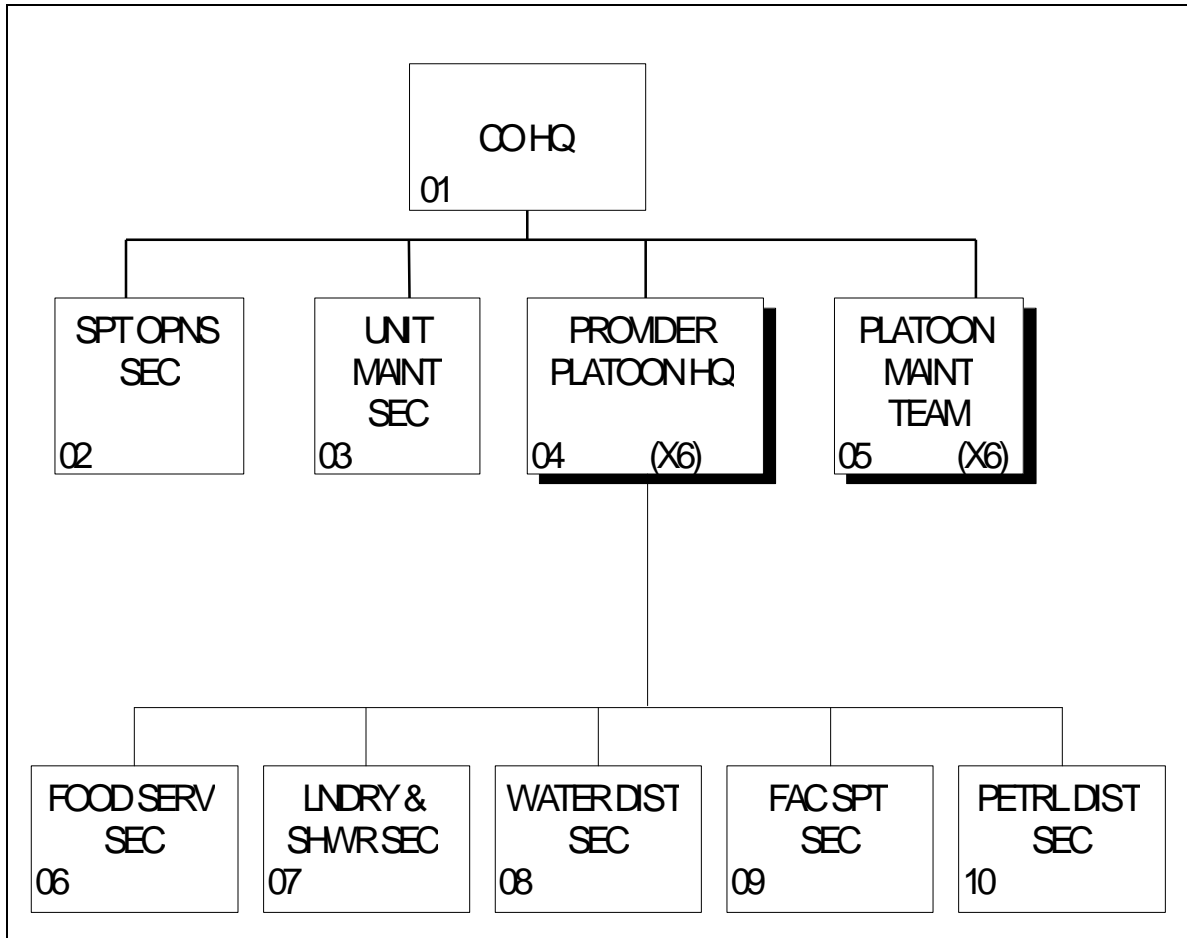 CO HQ
01
SPT OPNS
SEC
02
UNIT
MAINT
SEC
03
PROVIDER
PLATOON HQ
04 (X6)
PLATOON
MAINT
TEAM
05 (X6)
FOOD SERV
SEC
06
LNDRY &
SHWR SEC
07
WATER DIST
SEC
08
FAC SPT
SEC
09
PETRL DIST
SEC
10